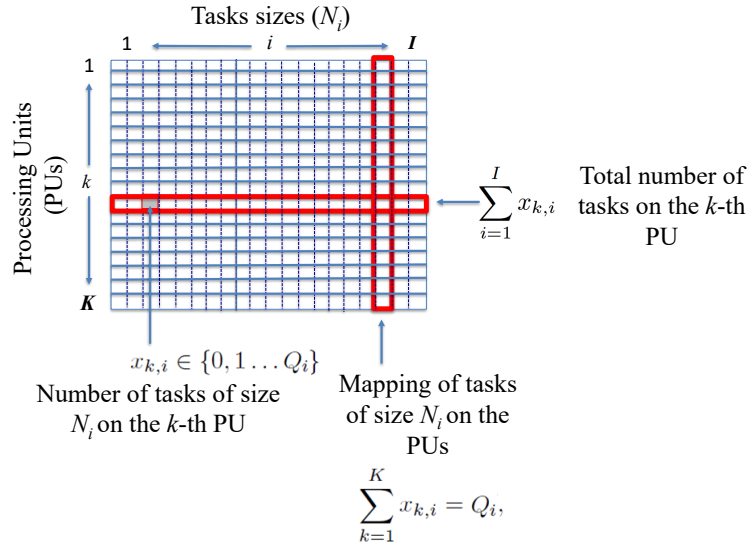 Tasks sizes (N_i)
1 i I
1
Processing Units
(PUs)
k
K
\sum_{i=1}^{I} x_{k,i}
Total number of
tasks on the k-th
PU
x_{k,i} ∈ {0, 1 … Q_i}
Number of tasks of size
N_i on the k-th PU
Mapping of tasks
of size N_i on the
PUs
\sum_{k=1}^{K} x_{k,i} = Q_i,